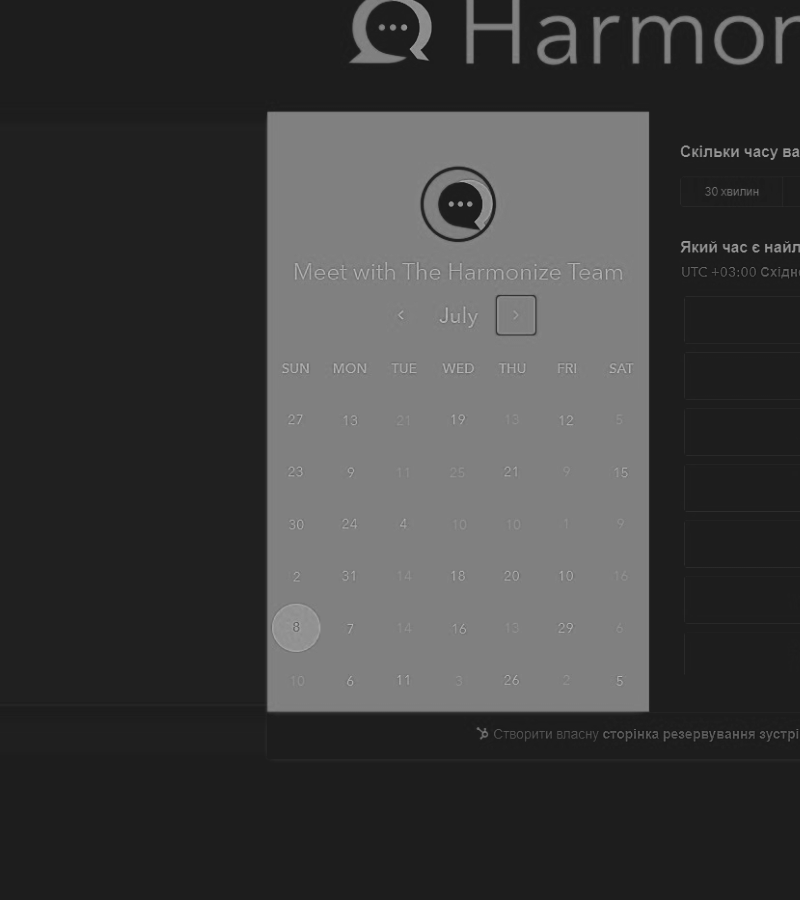 Harmon
Скільки часу ва
30 хвилин
Який час є найл
UTC +03:00 Східн
Meet with The Harmonize Team
July
SUN MON TUE WED THU FRI SAT
27 13 21 19 13 12 5
23 9 11 25 21 9 15
30 24 4 10 10 1 9
2 31 14 18 20 10 16
8 7 14 16 13 29 6
10 6 11 3 26 2 5
Створити власну сторінка резервування зустрі